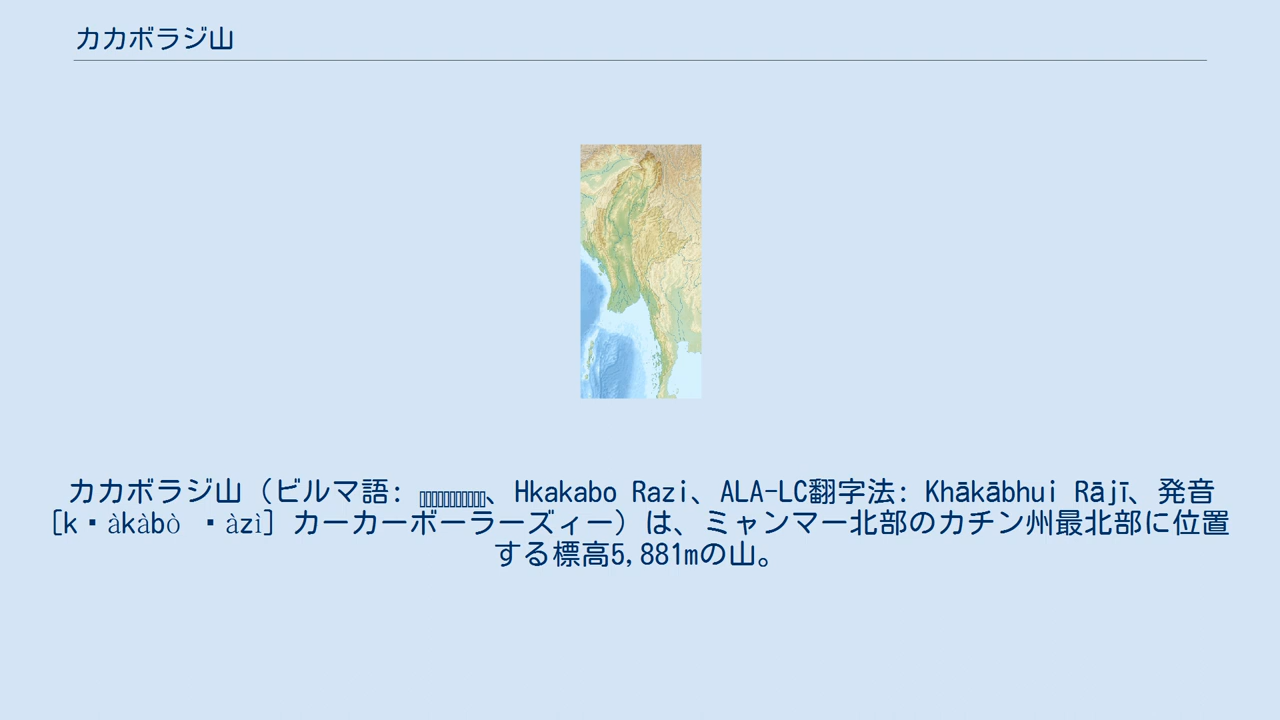 カカボラジ山
カカボラジ山（ビルマ語: 、Hkakabo Razi、ALA-LC翻字法: Khākābhui Rājī、発音
カーカーボーラーズィー）は、ミャンマー北部のカチン州最北部に位置
する標高5,881mの山。